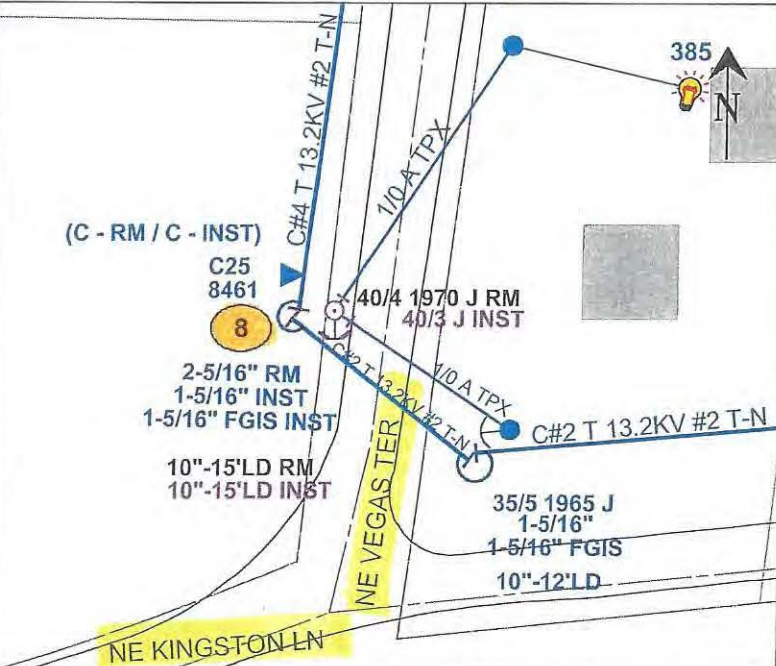 385
N
C#4 T 13.2KV #2 T-N
1/0 A TPX
(C - RM / C - INST)
C25
8461
8
40/4 1970 J RM
40/3 J INST
2-5/16" RM
1-5/16" INST
1-5/16" FGIS INST
C#2 T 13.2KV #2 T-N
1/0 A TPX
C#2 T 13.2KV #2 T-N
10"-15'LD RM
10"-15'LD INST
35/5 1965 J
1-5/16"
1-5/16" FGIS
10"-12'LD
NE VEGAS TER
NE KINGSTON LN